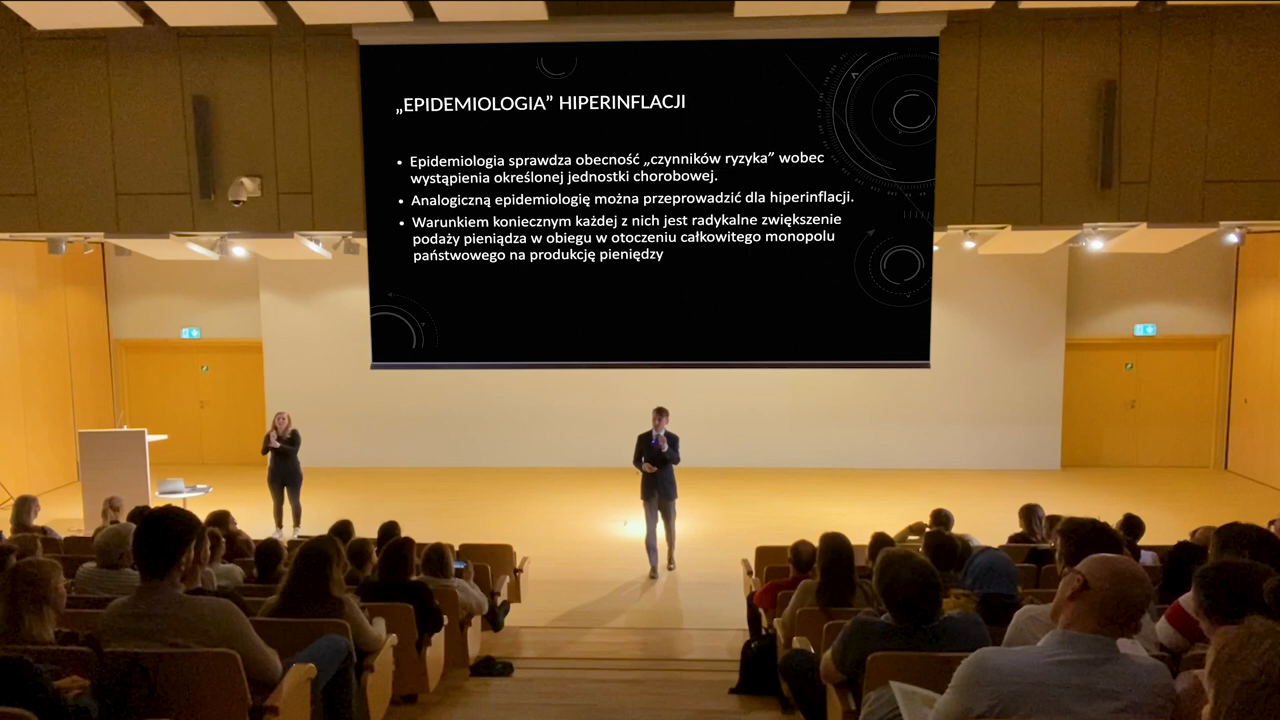 „EPIDEMIOLOGIA” HIPERINFLACJI
• Epidemiologia sprawdza obecność „czynników ryzyka” wobec
wystąpienia określonej jednostki chorobowej.
• Analogiczną epidemiologię można przeprowadzić dla hiperinflacji.
• Warunkiem koniecznym każdej z nich jest radykalne zwiększenie
podaży pieniądza w obiegu w otoczeniu całkowitego monopolu
państwowego na produkcję pieniędzy